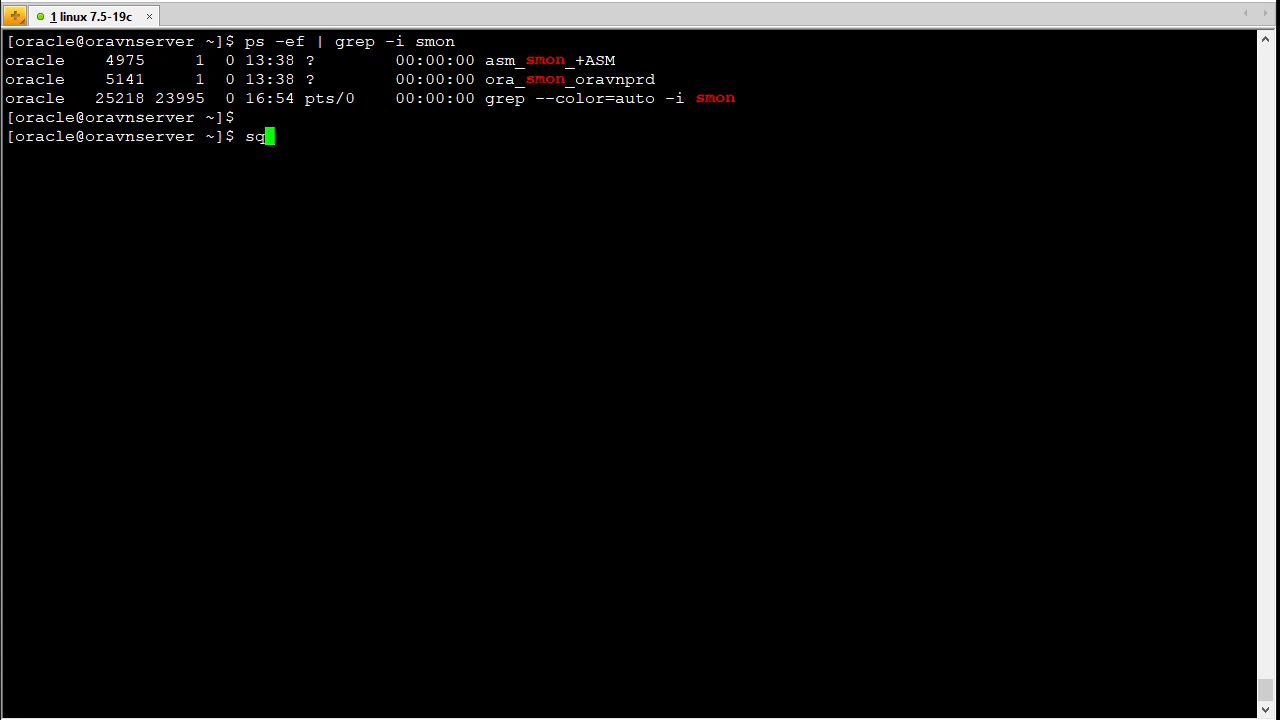 1 linux 7.5-19c ×
[oracle@oravnserver ~]$ ps -ef | grep -i smon
oracle    4975     1  0 13:38 ?        00:00:00 asm_smon_+ASM
oracle    5141     1  0 13:38 ?        00:00:00 ora_smon_oravnprd
oracle   25218 23995  0 16:54 pts/0    00:00:00 grep --color=auto -i smon
[oracle@oravnserver ~]$
[oracle@oravnserver ~]$ sq